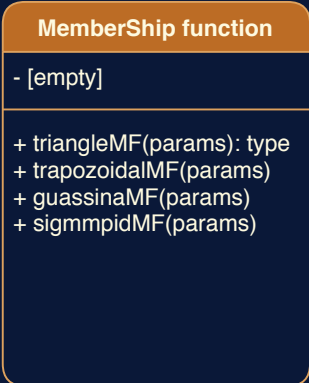 MemberShip function
- [empty]
+ triangleMF(params): type
+ trapozoidalMF(params)
+ guassinaMF(params)
+ sigmmpidMF(params)